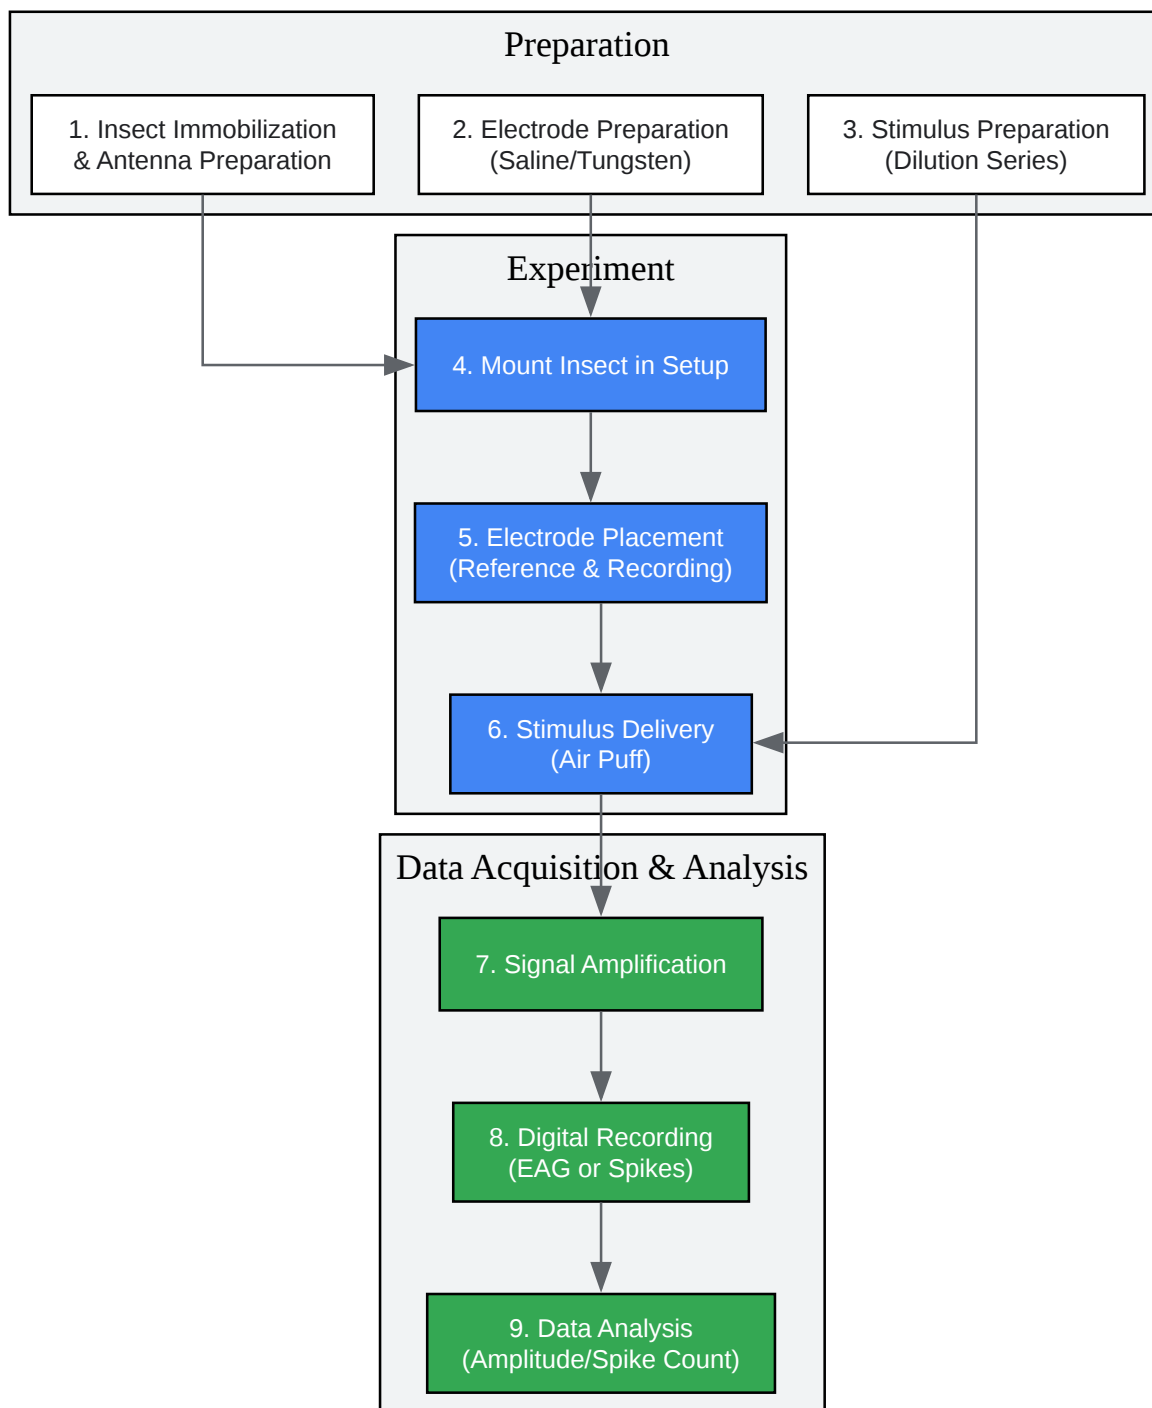 Preparation
1. Insect Immobilization
& Antenna Preparation
2. Electrode Preparation
(Saline/Tungsten)
3. Stimulus Preparation
(Dilution Series)
Experiment
4. Mount Insect in Setup
5. Electrode Placement
(Reference & Recording)
6. Stimulus Delivery
(Air Puff)
Data Acquisition & Analysis
7. Signal Amplification
8. Digital Recording
(EAG or Spikes)
9. Data Analysis
(Amplitude/Spike Count)